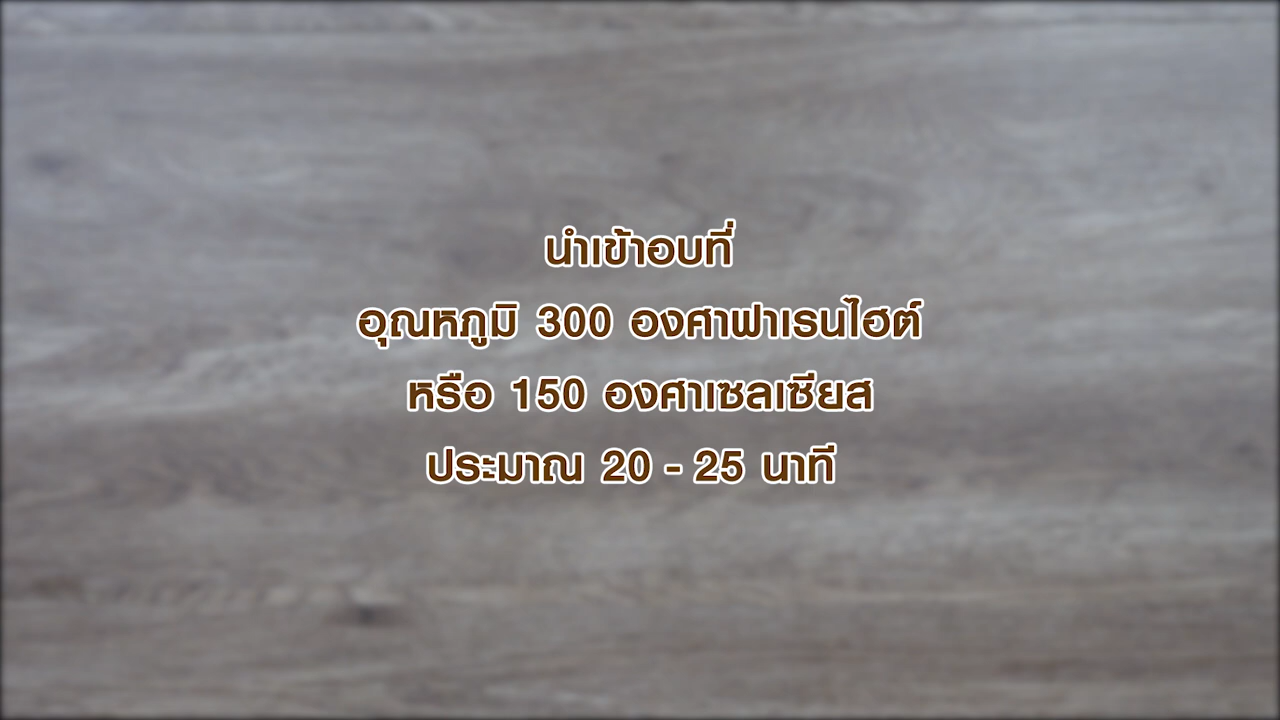 นำเข้าอบที่
อุณหภูมิ 300 องศาฟาเรนไฮต์
หรือ 150 องศาเซลเซียส
ประมาณ 20 - 25 นาที